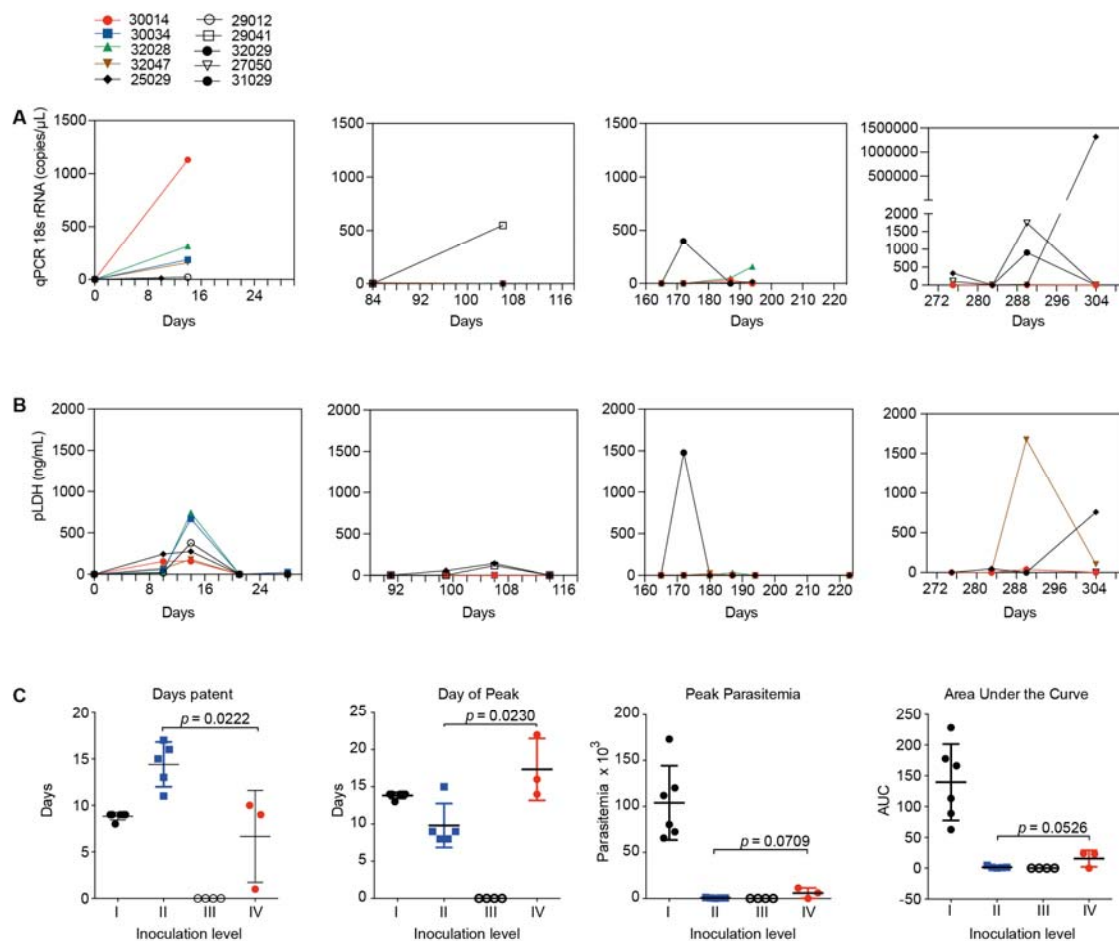 30014 29012
30034 29041
32028 32029
32047 27050
25029 31029
A
qPCR 18s rRNA (copies/µL)
1500
1000
500
0
0 8 16 24
Days
1500
1000
500
0
84 92 100 108 116
Days
1500
1000
500
0
160 170 180 190 200 210 220
Days
1500000
1000000
500000
2000
1500
1000
500
0
272 280 288 296 304
Days
B
pLDH (ng/mL)
2000
1500
1000
500
0
0 8 16 24
Days
2000
1500
1000
500
0
92 100 108 116
Days
2000
1500
1000
500
0
160 170 180 190 200 210 220
Days
2000
1500
1000
500
0
272 280 288 296 304
Days
C
Days patent
Days
20
15
10
5
0
p = 0.0222
I II III IV
Inoculation level
Day of Peak
Days
25
20
15
10
5
0
p = 0.0230
I II III IV
Inoculation level
Peak Parasitemia
Parasitemia x 10³
200
150
100
50
0
p = 0.0709
I II III IV
Inoculation level
Area Under the Curve
AUC
250
200
150
100
50
0
-50
p = 0.0526
I II III IV
Inoculation level